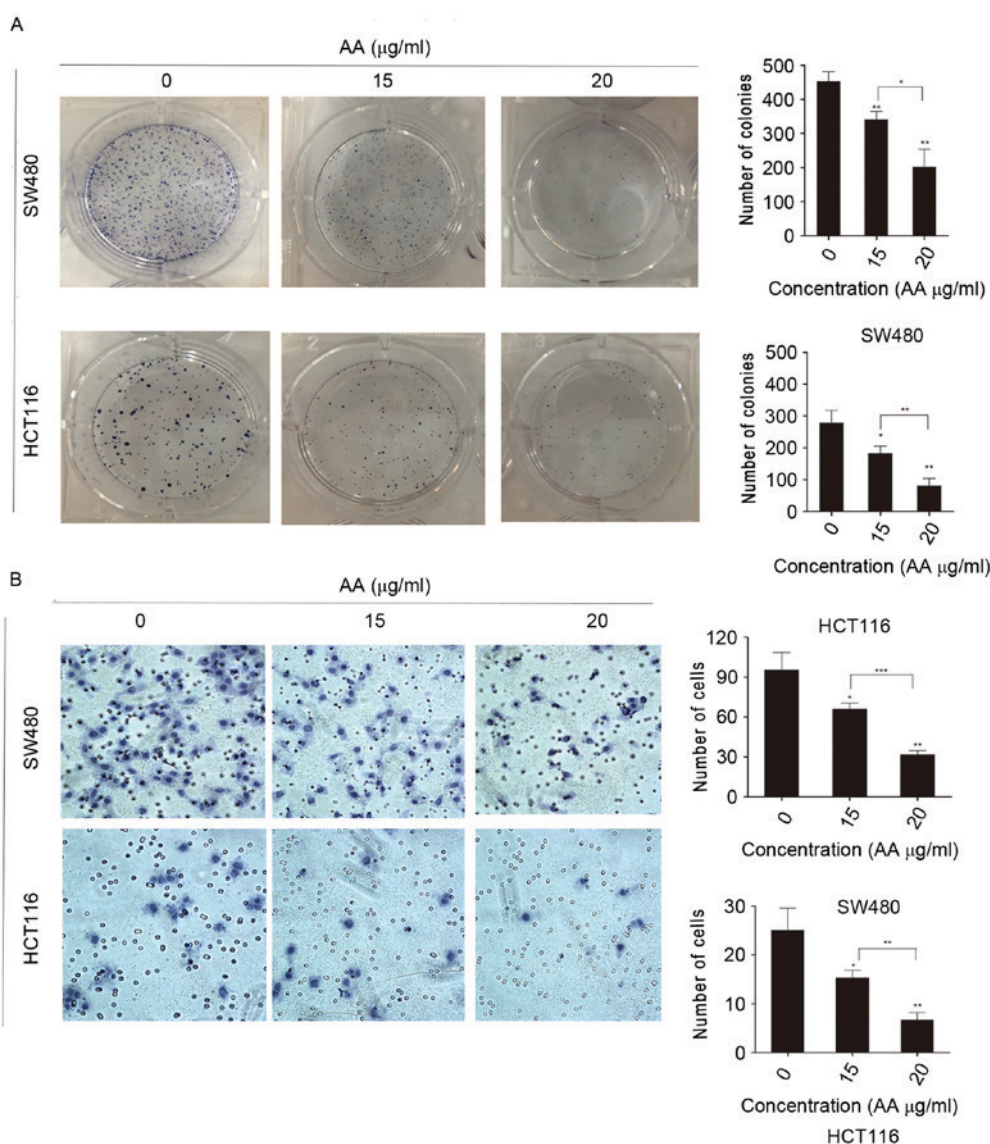 A
AA (μg/ml)
0 15 20
SW480
HCT116
Number of colonies
500
400
300
200
100
0
**
*
**
0 15 20
Concentration (AA μg/ml)
SW480
Number of colonies
500
400
300
200
100
0
*
**
**
0 15 20
Concentration (AA μg/ml)
HCT116
B
AA (μg/ml)
0 15 20
SW480
HCT116
Number of cells
120
90
60
30
0
*
***
**
0 15 20
Concentration (AA μg/ml)
SW480
Number of cells
30
20
10
0
*
**
**
0 15 20
Concentration (AA μg/ml)
HCT116